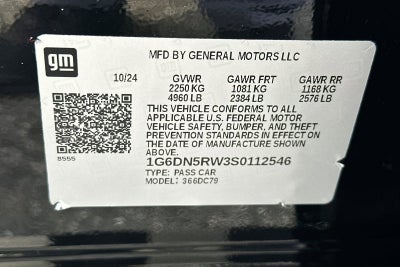 gm
MFD BY GENERAL MOTORS LLC
10/24 GVWR GAWR FRT GAWR RR
2250 KG 1081 KG 1168 KG
4960 LB 2384 LB 2576 LB
THIS VEHICLE CONFORMS TO ALL
APPLICABLE U.S. FEDERAL MOTOR
VEHICLE SAFETY, BUMPER, AND THEFT
PREVENTION STANDARDS IN EFFECT ON
THE DATE OF MANUFACTURE SHOWN
ABOVE.
8555
1G6DN5RW3S0112546
TYPE: PASS CAR
MODEL: 366DC79